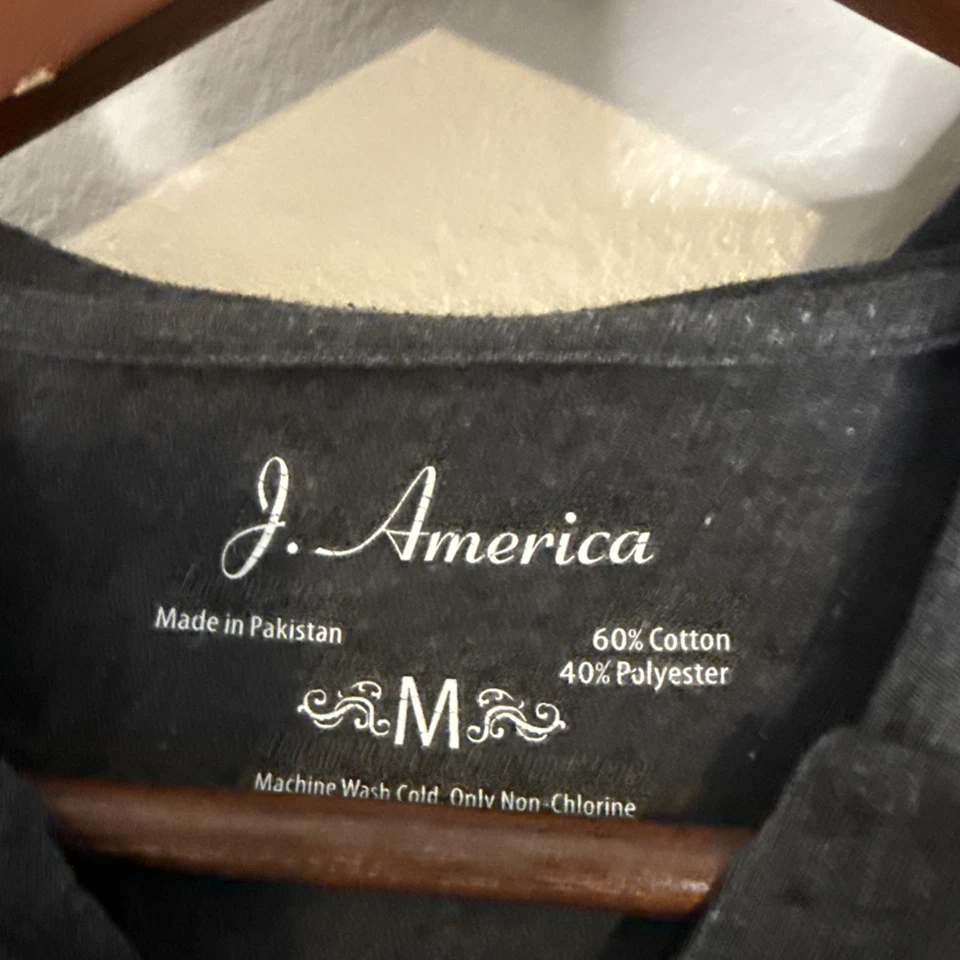 J. America
Made in Pakistan
60% Cotton
40% Polyester
M
Machine Wash Cold. Only Non-Chlorine